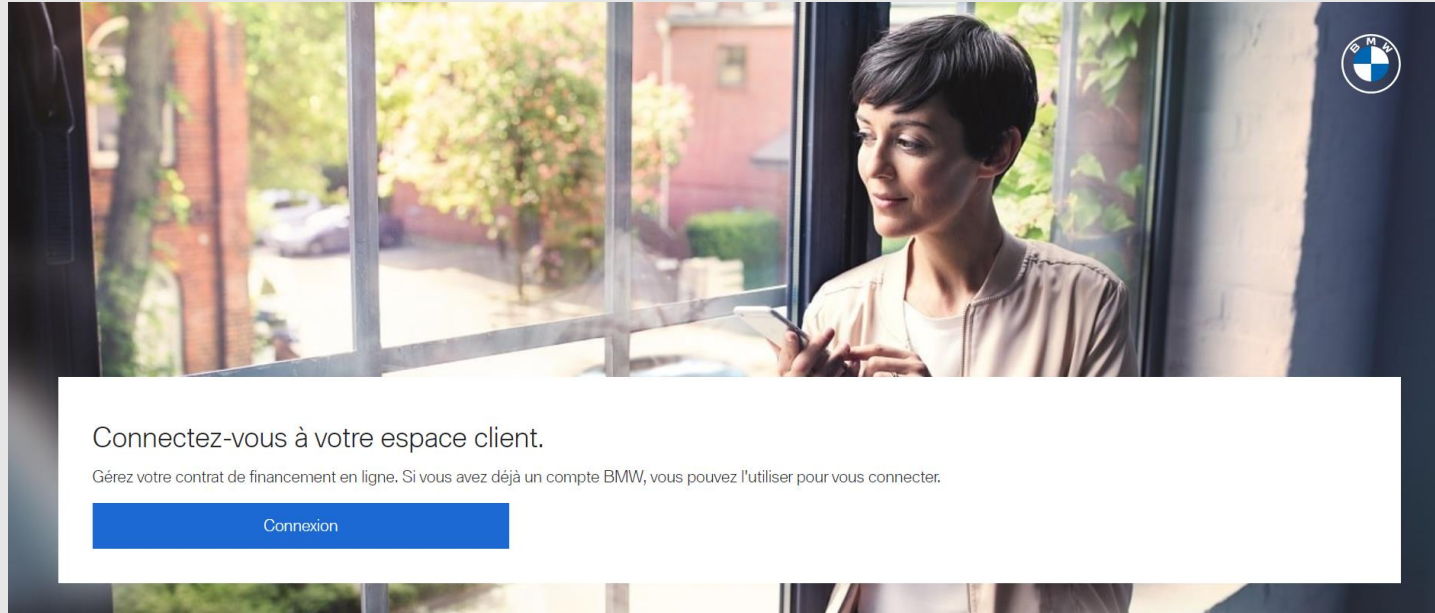 BMW
Connectez-vous à votre espace client.
Gérez votre contrat de financement en ligne. Si vous avez déjà un compte BMW, vous pouvez l'utiliser pour vous connecter.
Connexion